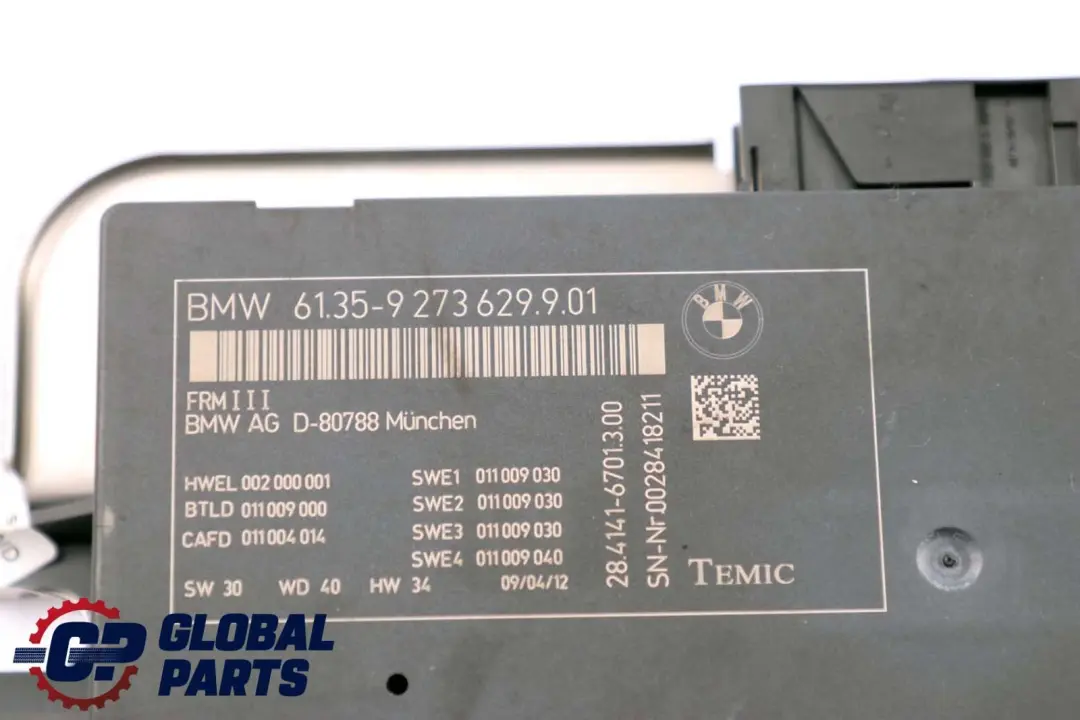 BMW 61.35-9 273 629.9.01
BMW
FRM III
BMW AG D-80788 München
HWEL 002 000 001
BTLD 011 009 000
CAFD 011 004 014
SWE1 011 009 030
SWE2 011 009 030
SWE3 011 009 030
SWE4 011 009 040
SW 30 WD 40 HW 34 09/04/12
28.4141-6701.3.00
SN-Nr 0028418211
TEMIC
GP GLOBAL
PARTS